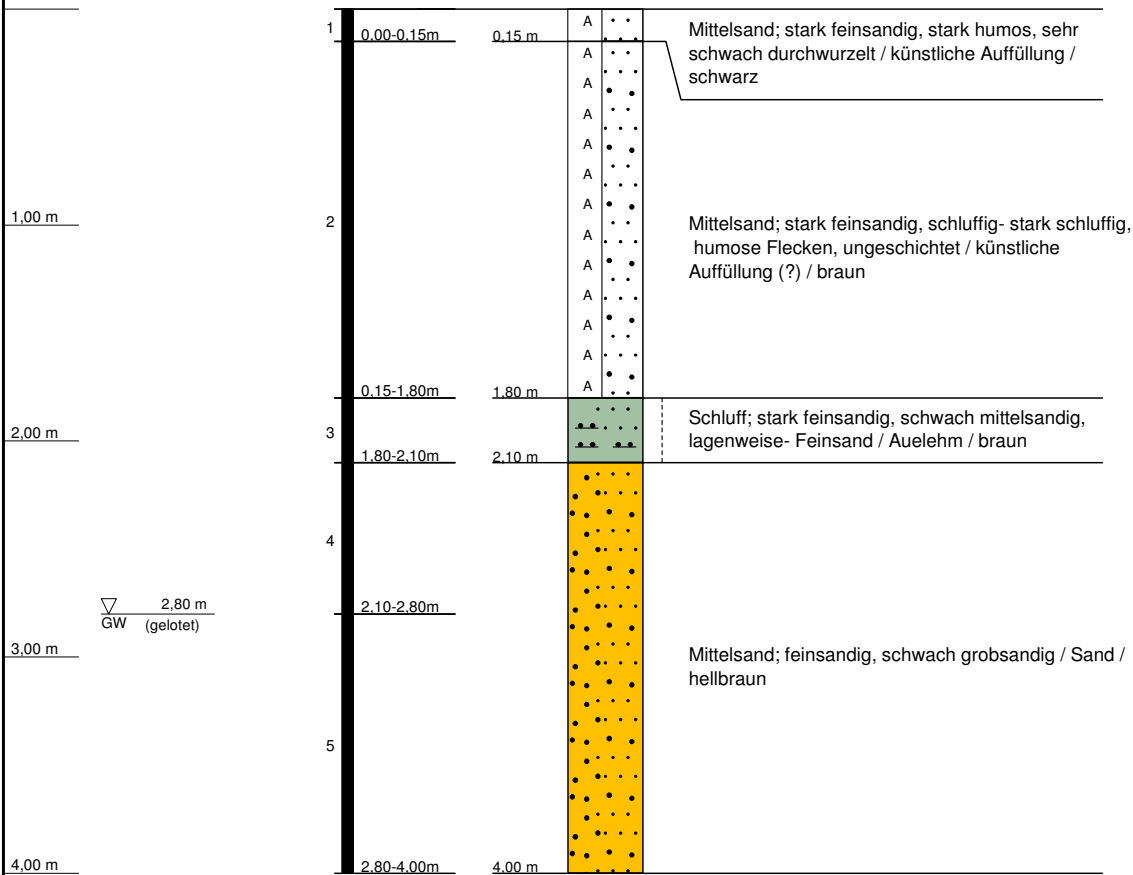 1
0,00-0,15m
0,15 m
A
Mittelsand; stark feinsandig, stark humos, sehr
schwach durchwurzelt / künstliche Auffüllung /
schwarz
A
A
A
A
A
A
1,00 m
2
A
A
A
A
A
A
Mittelsand; stark feinsandig, schluffig- stark schluffig,
humose Flecken, ungeschichtet / künstliche
Auffüllung (?) / braun
0,15-1,80m
1,80 m
2,00 m
3
1.80-2,10m
2,10 m
Schluff; stark feinsandig, schwach mittelsandig,
lagenweise- Feinsand / Auelehm / braun
4
2,80 m
GW
(gelotet)
2,10-2,80m
3,00 m
Mittelsand; feinsandig, schwach grobsandig / Sand /
hellbraun
5
4,00 m
2,80-4,00m
4,00 m